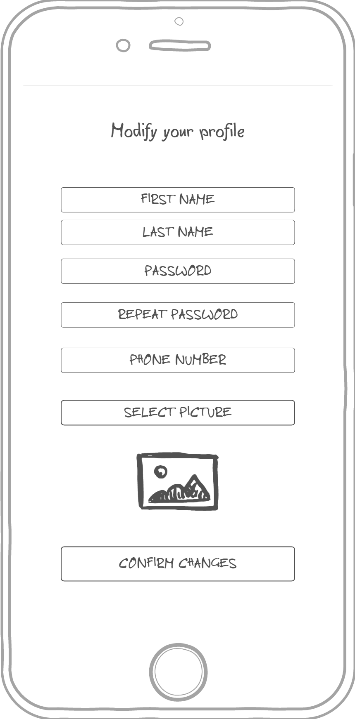 Modify your profile
FIRST NAME
LAST NAME
PASSWORD
REPEAT PASSWORD
PHONE NUMBER
SELECT PICTURE
CONFIRM CHANGES